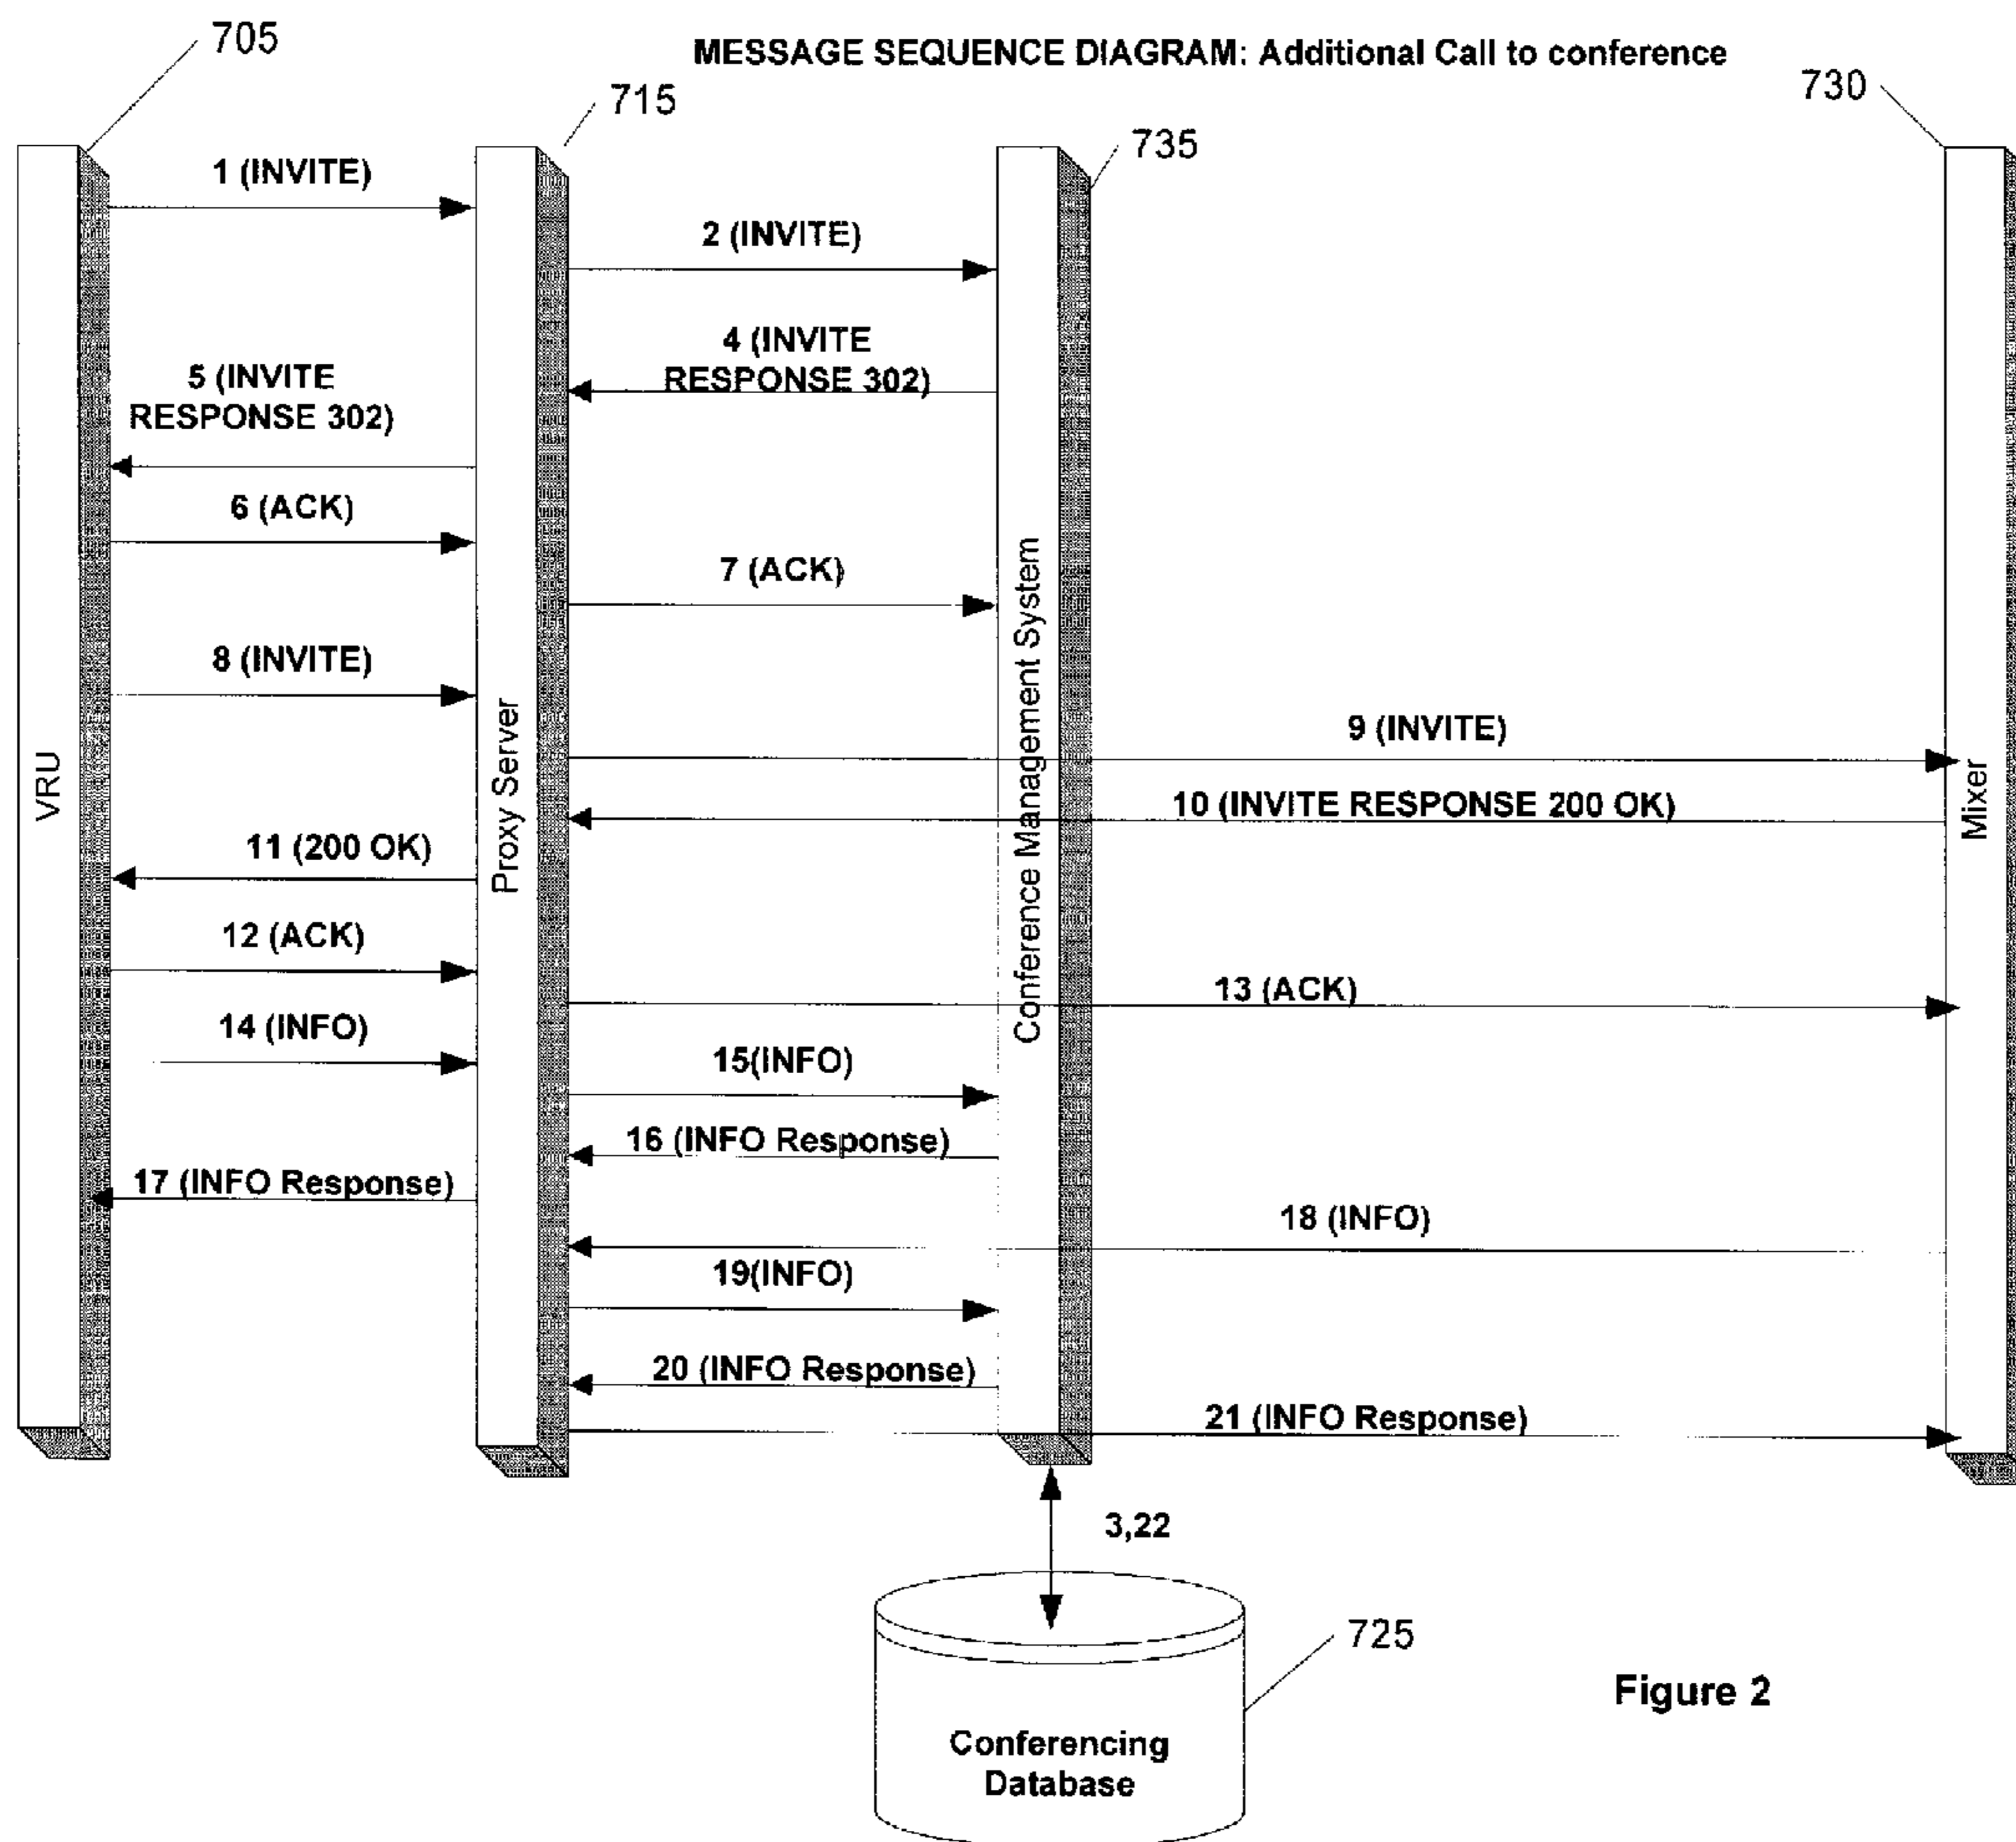 705
MESSAGE SEQUENCE DIAGRAM: Additional Call to conference
715
735
730
1 (INVITE)
2 (INVITE)
4 (INVITE
RESPONSE 302)
5 (INVITE
RESPONSE 302)
6 (ACK)
7 (ACK)
8 (INVITE)
9 (INVITE)
10 (INVITE RESPONSE 200 OK)
11 (200 OK)
12 (ACK)
13 (ACK)
14 (INFO)
15(INFO)
16 (INFO Response)
17 (INFO Response)
18 (INFO)
19(INFO)
20 (INFO Response)
21 (INFO Response)
VRU
Proxy Server
Conference Management System
Mixer
3,22
725
Conferencing
Database
Figure 2